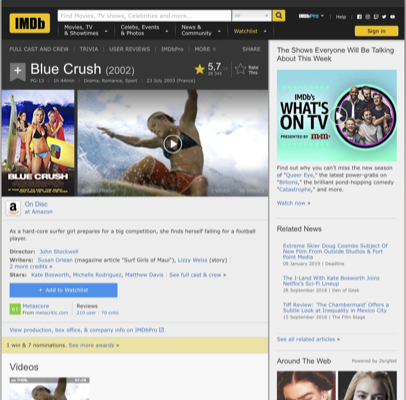 IMDb
Find Movies, TV shows, Celebrities and more...
All
IMDbPro
Help
Movies, TV & Showtimes
Celebs, Events & Photos
News & Community
Watchlist
Sign in
FULL CAST AND CREW | TRIVIA | USER REVIEWS | IMDbPro | MORE
SHARE
+ Blue Crush (2002)
5,7
Rate This
PG-13 | 1h 44min | Drama, Romance, Sport | 23 July 2003 (France)
BLUE CRUSH
a On Disc
at Amazon
As a hard-core surfer girl prepares for a big competition, she finds herself falling for a football player.
Director: John Stockwell
Writers: Susan Orlean (magazine article "Surf Girls of Maui"), Lizzy Weiss (story) |
2 more credits »
Stars: Kate Bosworth, Michelle Rodriguez, Matthew Davis | See full cast & crew »
+ Add to Watchlist
Metascore
From metacritic.com
Reviews
210 user | 70 critic
View production, box office, & company info on IMDbPro
1 win & 7 nominations. See more awards »
Videos
The Shows Everyone Will Be Talking About This Week
IMDb's
WHAT'S ON TV
PRESENTED BY m&m's
Find out why you can't miss the new season of "Queer Eye," the latest power-grabs on "Billions," the brilliant pond-hopping comedy "Catastrophe," and more.
Watch now »
Related News
Extreme Skier Doug Coombs Subject Of New Film From Outside Studios & Fort Point Media
08 January 2019 | Deadline
The I-Land With Kate Bosworth Joins Netflix's Sci-Fi Lineup
28 September 2018 | Den of Geek
Tiff Review: 'The Chambermaid' Offers a Subtle Look at Inequality in Mexico City
15 September 2018 | The Film Stage
See all related articles »
Around The Web
Powered by ZergNet